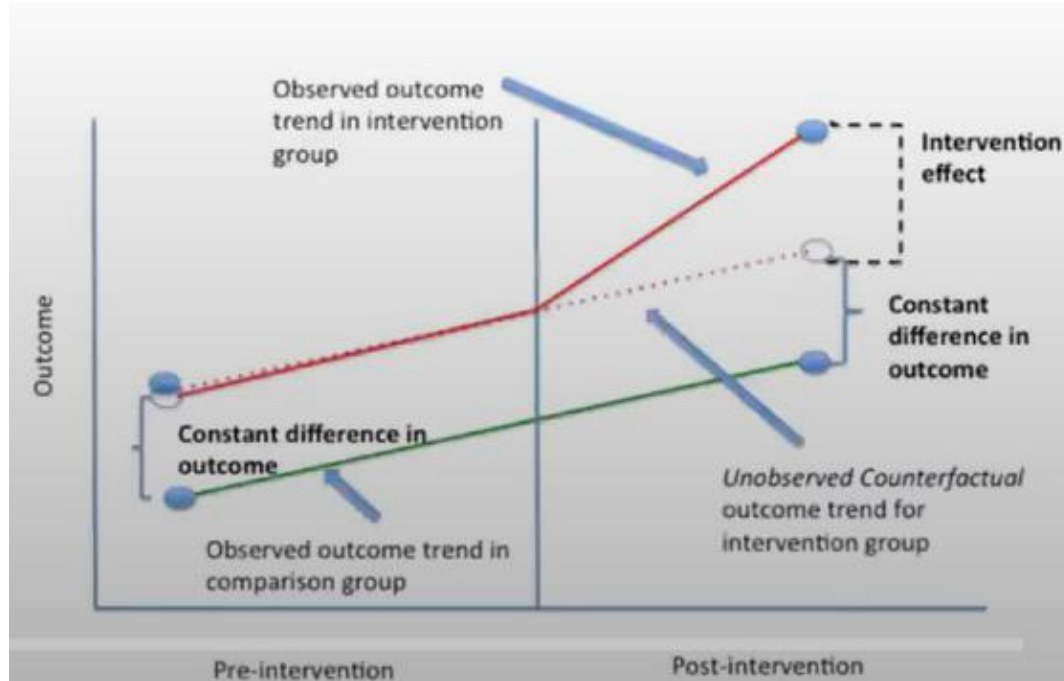 Observed outcome
trend in intervention
group
Intervention
effect
Outcome
Constant
difference in
outcome
Constant difference in
outcome
Unobserved Counterfactual
outcome trend for
intervention group
Observed outcome trend in
comparison group
Pre-intervention
Post-intervention